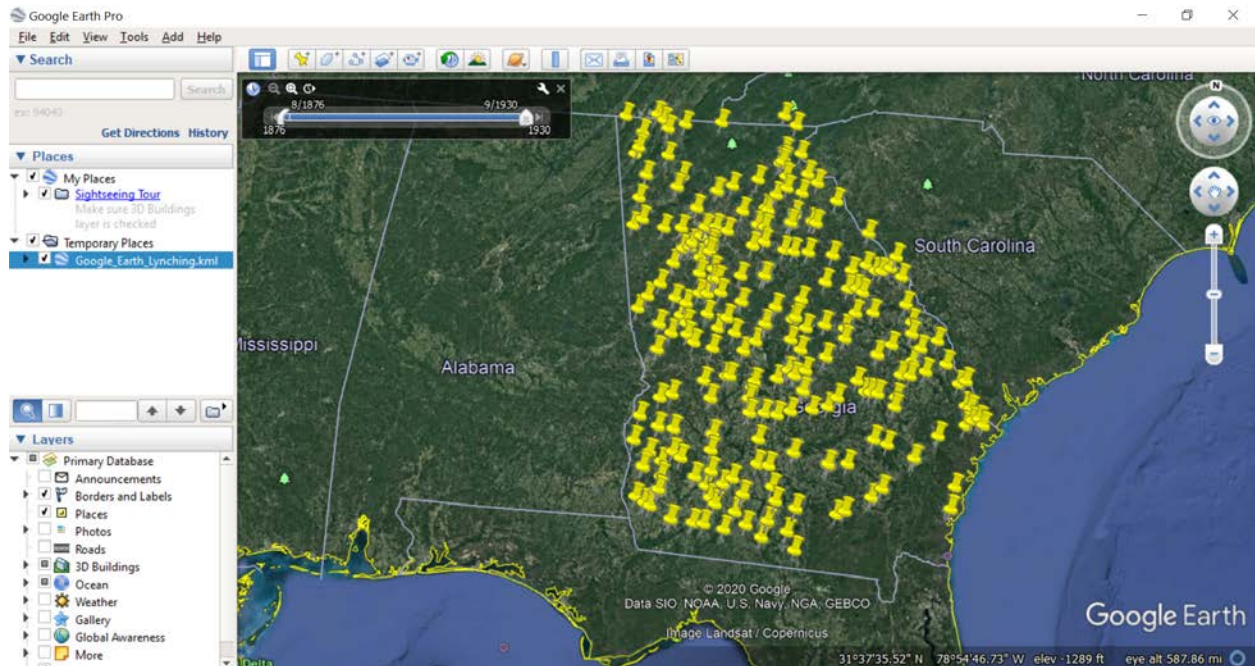 Google Earth Pro
File Edit View Tools Add Help
Search
Search
ex: 94043
Get Directions History
Places
My Places
Sightseeing Tour
Make sure 3D Buildings
layer is checked
Temporary Places
Google_Earth_Lynching.kml
Layers
Primary Database
Announcements
Borders and Labels
Places
Photos
Roads
3D Buildings
Ocean
Weather
Gallery
Global Awareness
More
8/1876 9/1930
1876 1930
North Carolina
N
South Carolina
Mississippi
Alabama
Georgia
© 2020 Google
Data SIO, NOAA, U.S. Navy, NGA, GEBCO
Image Landsat / Copernicus
Google Earth
Delta
31°37'35.52" N 78°54'46.73" W elev -1289 ft eye alt 587.86 mi